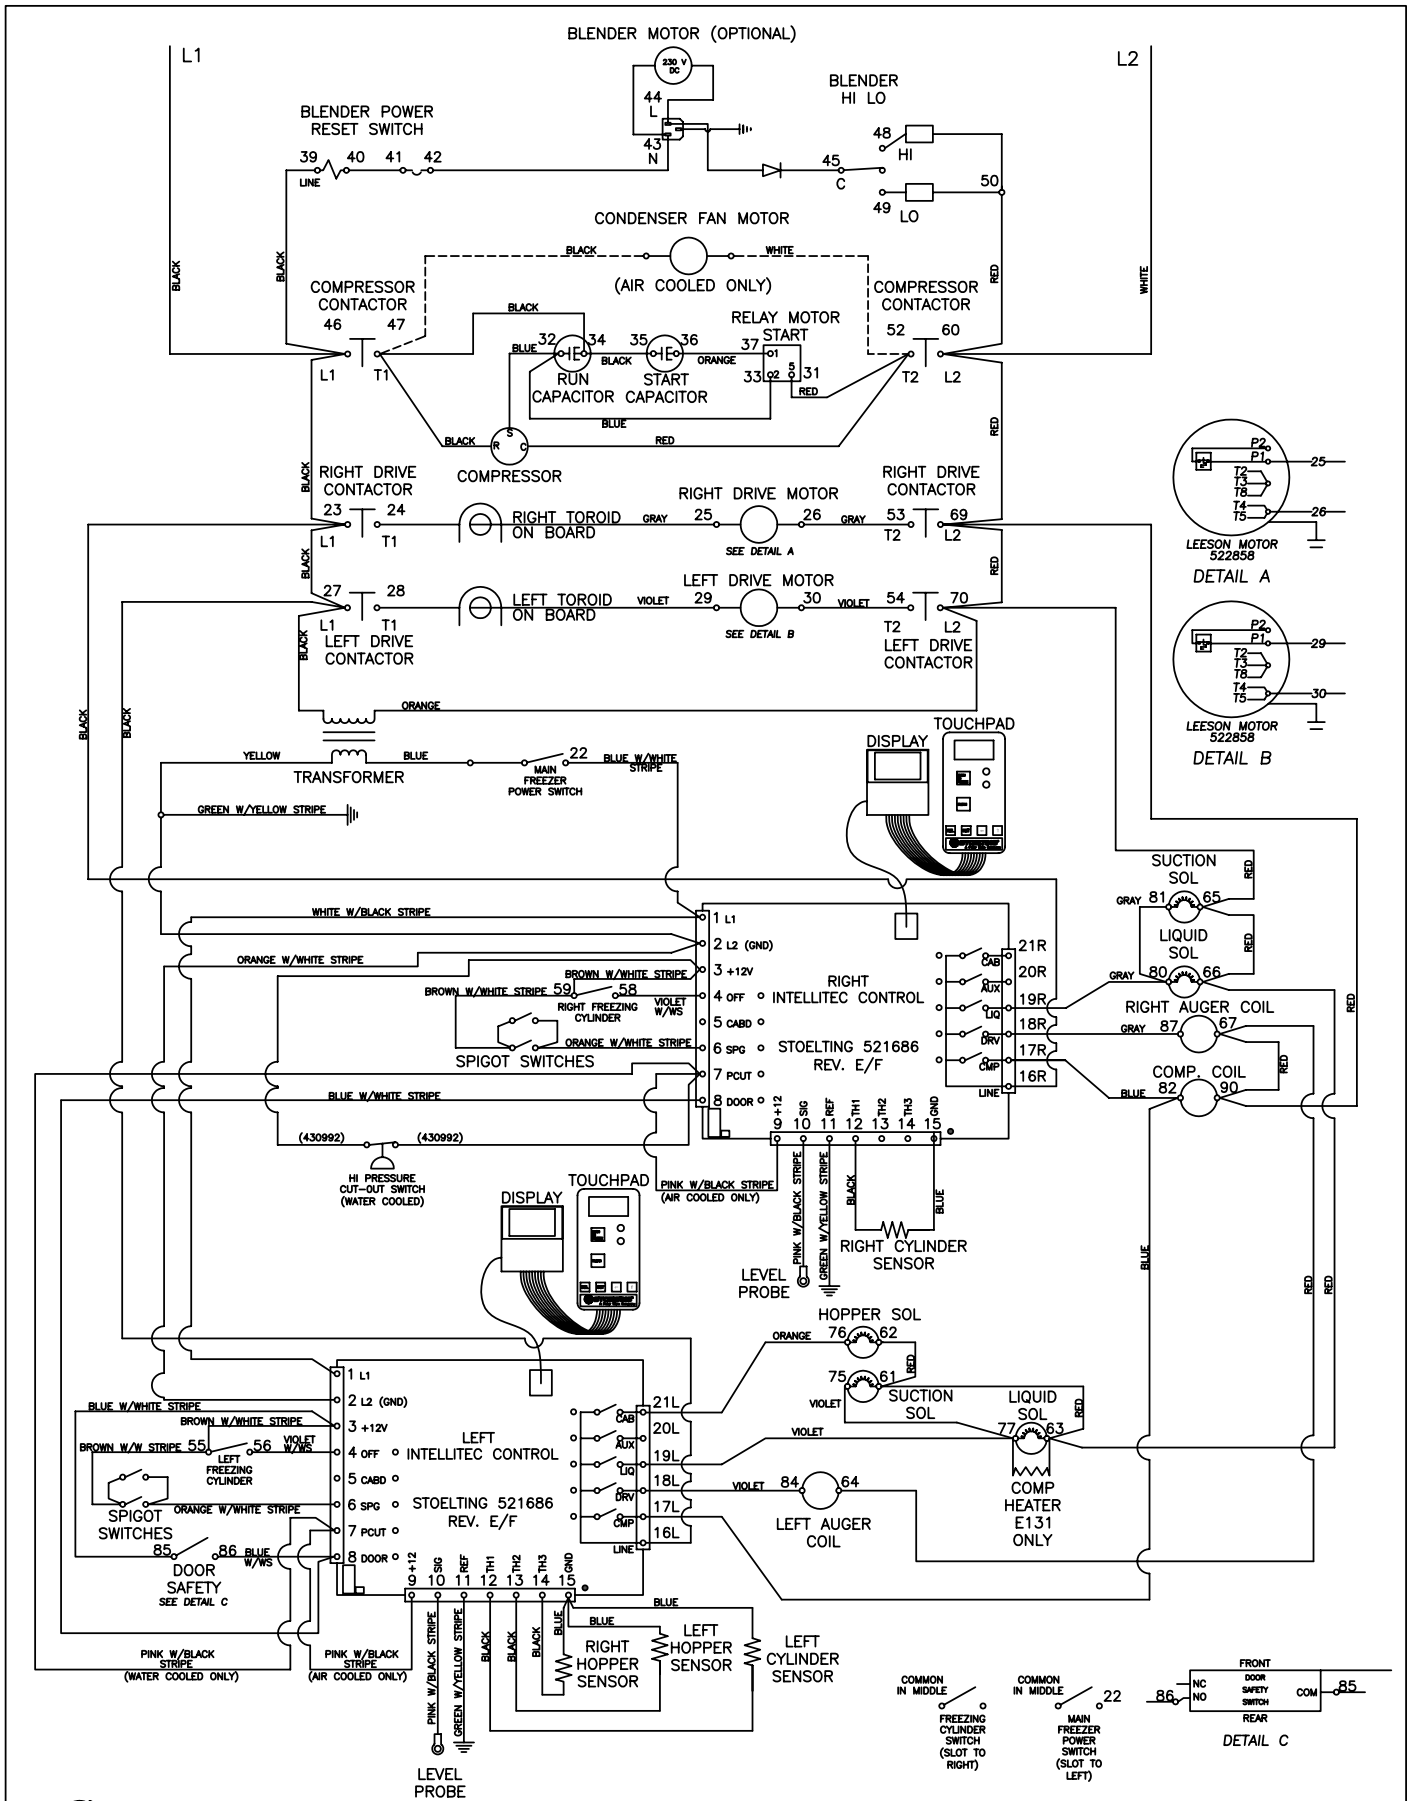 BLENDER MOTOR (OPTIONAL)
L1
230 V
DC
L2
BLENDER
HI LO
44
L
BLENDER POWER
RESET SWITCH
43
N
48
HI
39
40
41
42
LINE
45
C
50
49
LO
CONDENSER FAN MOTOR
BLACK
WHITE
(AIR COOLED ONLY)
BLACK
BLACK
RED
WHITE
COMPRESSOR
CONTACTOR
46
47
L1
T1
BLACK
RELAY MOTOR
START
COMPRESSOR
CONTACTOR
52
60
T2
L2
BLUE
32
34
BLACK
35
36
ORANGE
37
1
33
2
5
31
RED
RUN
CAPACITOR
START
CAPACITOR
BLUE
BLACK
R
S
C
RED
COMPRESSOR
BLACK
RED
RIGHT DRIVE
CONTACTOR
23
24
L1
T1
RIGHT TOROID
ON BOARD
GRAY
RIGHT DRIVE MOTOR
25
26
SEE DETAIL A
GRAY
RIGHT DRIVE
CONTACTOR
53
69
T2
L2
BLACK
RED
27
28
L1
T1
LEFT DRIVE
CONTACTOR
LEFT TOROID
ON BOARD
VIOLET
LEFT DRIVE MOTOR
29
30
SEE DETAIL B
VIOLET
54
70
T2
L2
LEFT DRIVE
CONTACTOR
P2
P1
T2
T3
T8
T4
T5
25
26
LEESON MOTOR
522858
DETAIL A
P2
P1
T2
T3
T8
T4
T5
29
30
LEESON MOTOR
522858
DETAIL B
BLACK
ORANGE
BLACK
BLACK
YELLOW
BLUE
TRANSFORMER
22
MAIN
FREEZER
POWER SWITCH
BLUE W/WHITE
STRIPE
GREEN W/YELLOW STRIPE
DISPLAY
TOUCHPAD
WHITE W/BLACK STRIPE
ORANGE W/WHITE STRIPE
BROWN W/WHITE STRIPE
BROWN W/WHITE STRIPE
59
58
RIGHT FREEZING
CYLINDER
VIOLET
W/WS
ORANGE W/WHITE STRIPE
SPIGOT SWITCHES
BLUE W/WHITE STRIPE
(430992)
(430992)
HI PRESSURE
CUT-OUT SWITCH
(WATER COOLED)
1 L1
2 L2 (GND)
3 +12V
4 OFF
5 CABD
6 SPG
7 PCUT
8 DOOR
RIGHT
INTELLITEC CONTROL
STOELTING 521686
REV. E/F
CAB
AUX
LIQ
DRV
CMP
LINE
21R
20R
19R
18R
17R
16R
+12
SIG
REF
TH1
TH2
TH3
GND
9
10
11
12
13
14
15
PINK W/BLACK STRIPE
(AIR COOLED ONLY)
PINK W/BLACK STRIPE
GREEN W/YELLOW STRIPE
BLACK
BLUE
RIGHT CYLINDER
SENSOR
LEVEL
PROBE
SUCTION
SOL
GRAY
81
65
RED
LIQUID
SOL
RED
GRAY
80
66
RIGHT AUGER COIL
GRAY
87
67
RED
COMP. COIL
BLUE
82
90
RED
BLUE
RED
RED
DISPLAY
TOUCHPAD
HOPPER SOL
ORANGE
76
62
RED
75
61
VIOLET
SUCTION
SOL
LIQUID
SOL
RED
77
63
VIOLET
COMP
HEATER
E131
ONLY
VIOLET
84
64
LEFT AUGER
COIL
1 L1
2 L2 (GND)
3 +12V
4 OFF
5 CABD
6 SPG
7 PCUT
8 DOOR
LEFT
INTELLITEC CONTROL
STOELTING 521686
REV. E/F
CAB
AUX
LIQ
DRV
CMP
LINE
21L
20L
19L
18L
17L
16L
BLUE W/WHITE STRIPE
BROWN W/WHITE STRIPE
BROWN W/W STRIPE
55
56
VIOLET
W/WS
LEFT
FREEZING
CYLINDER
ORANGE W/WHITE STRIPE
SPIGOT
SWITCHES
85
86
BLUE
W/WS
DOOR
SAFETY
SEE DETAIL C
+12
SIG
REF
TH1
TH2
TH3
GND
9
10
11
12
13
14
15
PINK W/BLACK
STRIPE
(WATER COOLED ONLY)
PINK W/BLACK
STRIPE
(AIR COOLED ONLY)
PINK W/BLACK STRIPE
GREEN W/YELLOW STRIPE
BLACK
BLACK
BLACK
BLUE
BLUE
BLUE
RIGHT
HOPPER
SENSOR
LEFT
HOPPER
SENSOR
LEFT
CYLINDER
SENSOR
LEVEL
PROBE
COMMON
IN MIDDLE
FREEZING
CYLINDER
SWITCH
(SLOT TO
RIGHT)
COMMON
IN MIDDLE
22
MAIN
FREEZER
POWER
SWITCH
(SLOT TO
LEFT)
FRONT
NC
NO
DOOR
SAFETY
SWITCH
COM
86
85
REAR
DETAIL C